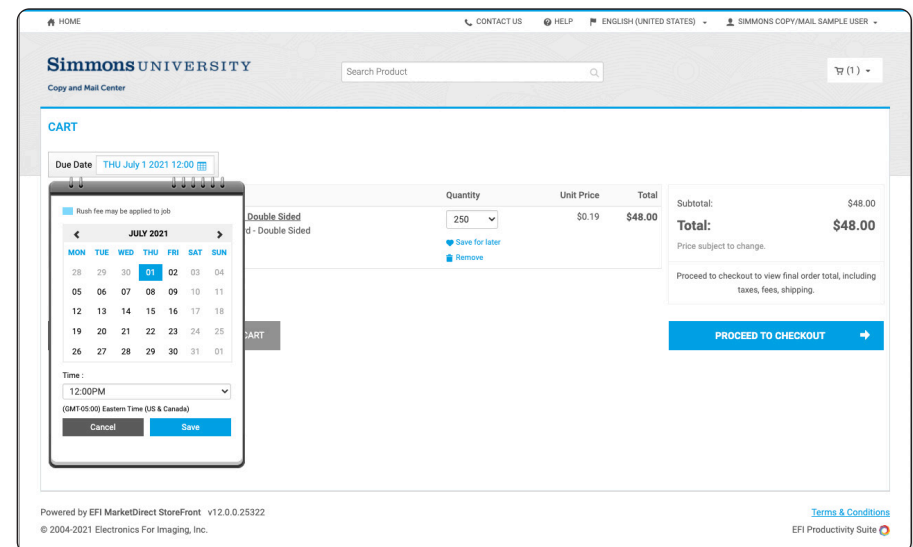 HOME
CONTACT US
HELP
ENGLISH (UNITED STATES)
SIMMONS COPY/MAIL SAMPLE USER
Simmons UNIVERSITY
Copy and Mail Center
Search Product
(1)
CART
Due Date THU July 1 2021 12:00
Quantity Unit Price Total
Double Sided
rd - Double Sided
250 $0.19 $48.00
Save for later
Remove
Rush fee may be applied to job
JULY 2021
MON TUE WED THU FRI SAT SUN
28 29 30 01 02 03 04
05 06 07 08 09 10 11
12 13 14 15 16 17 18
19 20 21 22 23 24 25
26 27 28 29 30 31 01
Time :
12:00PM
(GMT-05:00) Eastern Time (US & Canada)
Cancel Save
CART
Subtotal: $48.00
Total: $48.00
Price subject to change.
Proceed to checkout to view final order total, including
taxes, fees, shipping.
PROCEED TO CHECKOUT
Powered by EFI MarketDirect StoreFront v12.0.0.25322
© 2004-2021 Electronics For Imaging, Inc.
Terms & Conditions
EFI Productivity Suite